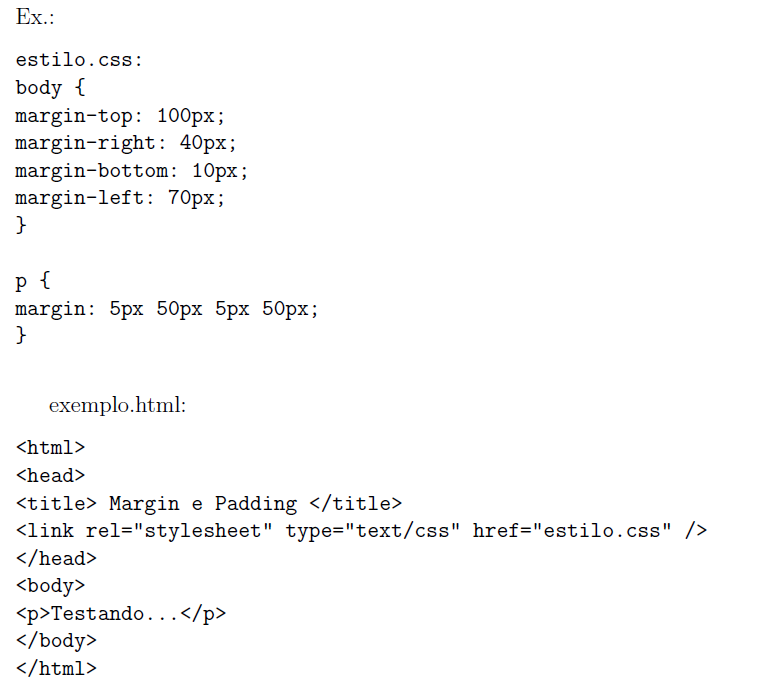 Ex.:
estilo.css:
body {
margin-top: 100px;
margin-right: 40px;
margin-bottom: 10px;
margin-left: 70px;
}
p {
margin: 5px 50px 5px 50px;
}
exemplo.html:
<html>
<head>
<title> Margin e Padding </title>
<link rel="stylesheet" type="text/css" href="estilo.css" />
</head>
<body>
<p>Testando...</p>
</body>
</html>